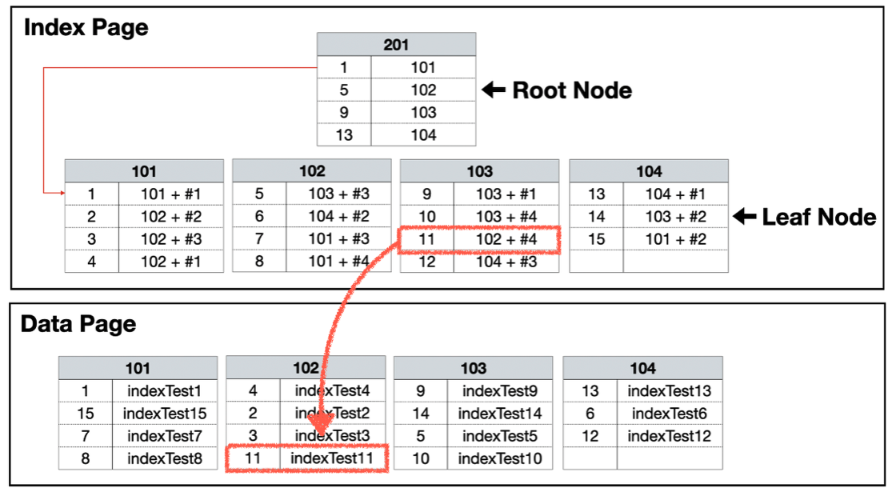 Index Page
201
1 101
5 102
9 103
13 104
Root Node
101
1 101 + #1
2 102 + #2
3 102 + #3
4 102 + #1
102
5 103 + #3
6 104 + #2
7 101 + #3
8 101 + #4
103
9 103 + #1
10 103 + #4
11 102 + #4
12 104 + #3
104
13 104 + #1
14 103 + #2
15 101 + #2
Leaf Node
Data Page
101
1 indexTest1
15 indexTest15
7 indexTest7
8 indexTest8
102
4 indexTest4
2 indexTest2
3 indexTest3
11 indexTest11
103
9 indexTest9
14 indexTest14
5 indexTest5
10 indexTest10
104
13 indexTest13
6 indexTest6
12 indexTest12